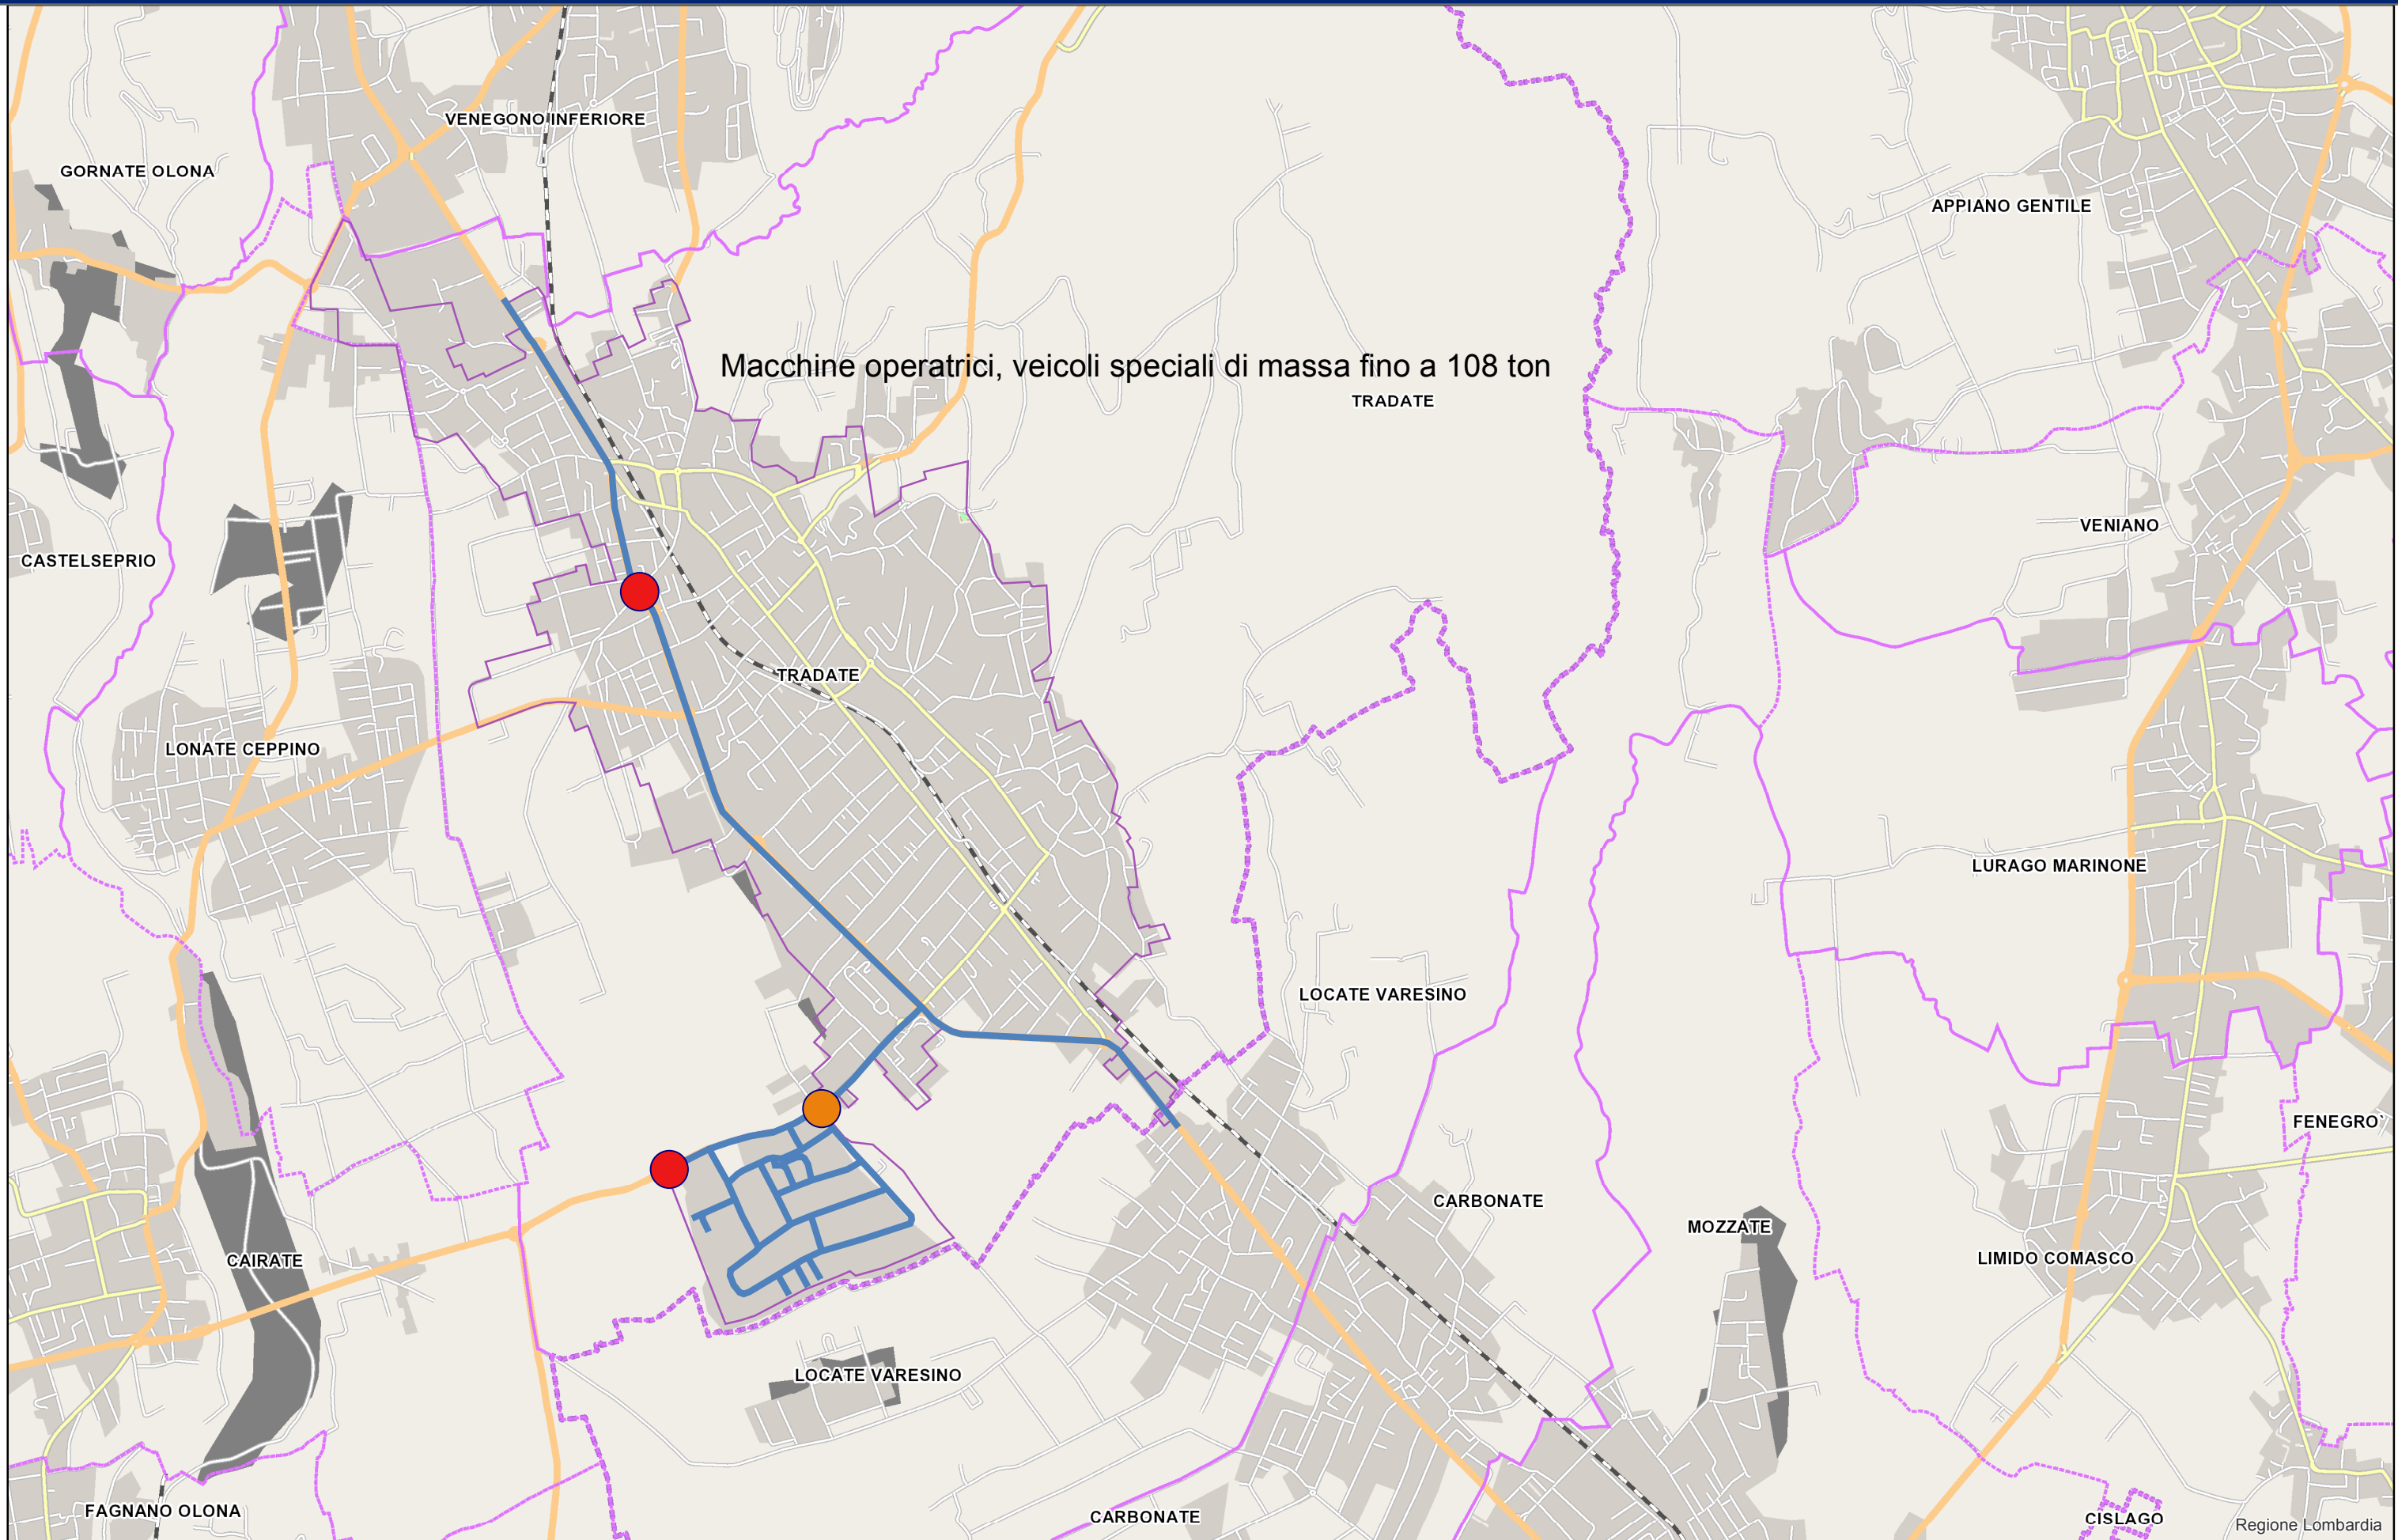 VENEGONO INFERIORE
GORNATE OLONA
APPIANO GENTILE
Macchine operatrici, veicoli speciali di massa fino a 108 ton
TRADATE
VENIANO
CASTELSEPRIO
TRADATE
LONATE CEPPINO
LURAGO MARINONE
LOCATE VARESINO
FENEGRO`
CARBONATE
MOZZATE
CAIRATE
LIMIDO COMASCO
LOCATE VARESINO
FAGNANO OLONA
CARBONATE
CISLAGO
Regione Lombardia